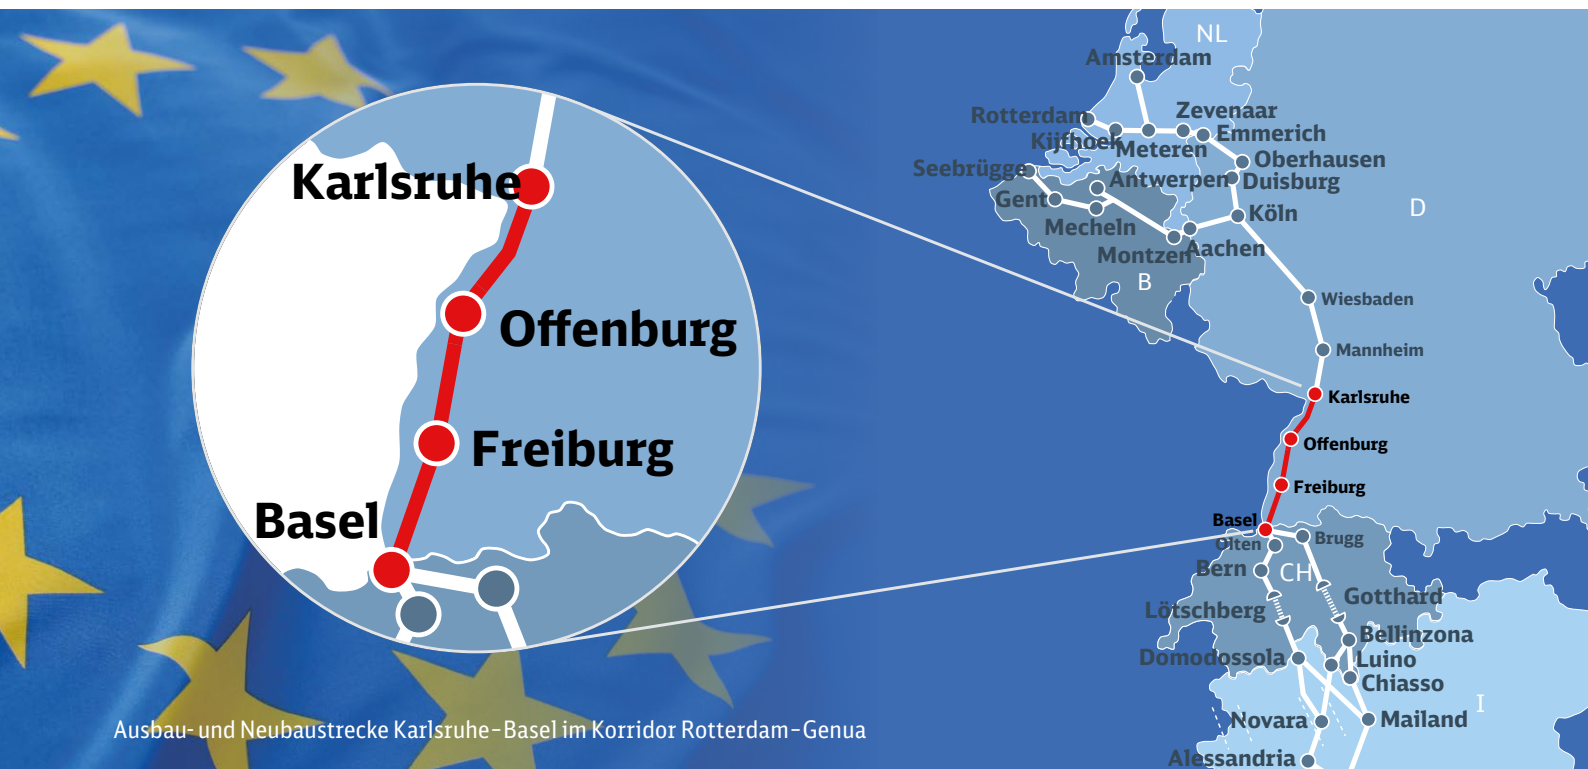 Karlsruhe
Offenburg
Freiburg
Basel
Ausbau- und Neubaustrecke Karlsruhe–Basel im Korridor Rotterdam–Genua
NL
Amsterdam
Rotterdam
Zevenaar
Kijfhoek
Meteren
Emmerich
Oberhausen
Seebrügge
Antwerpen
Duisburg
Gent
Köln
D
Mecheln
Montzen
Aachen
B
Wiesbaden
Mannheim
Karlsruhe
Offenburg
Freiburg
Basel
Olten
Brugg
Bern
CH
Lötschberg
Gotthard
Bellinzona
Domodossola
Luino
Chiasso
I
Novara
Mailand
Alessandria